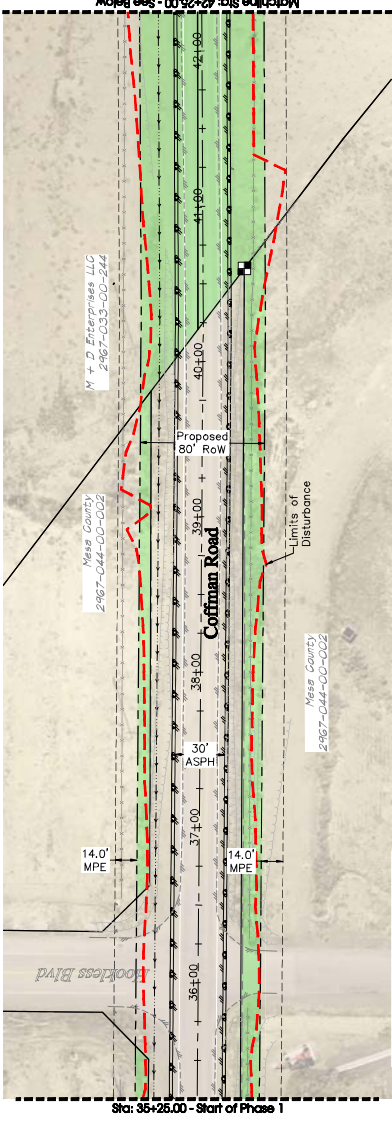 Matchline Sta: 42+25.00 - See Below
42+00
41+00
M + D Enterprises LLC
2967-033-00-244
40+00
Proposed
80' RoW
Mesa County
2967-044-00-002
39+00
Coffman Road
Limits of
Disturbance
38+00
Mesa County
2967-044-00-002
30'
ASPH
37+00
14.0'
MPE
14.0'
MPE
36+00
Hookless Blvd
Sta: 35+25.00 - Start of Phase 1